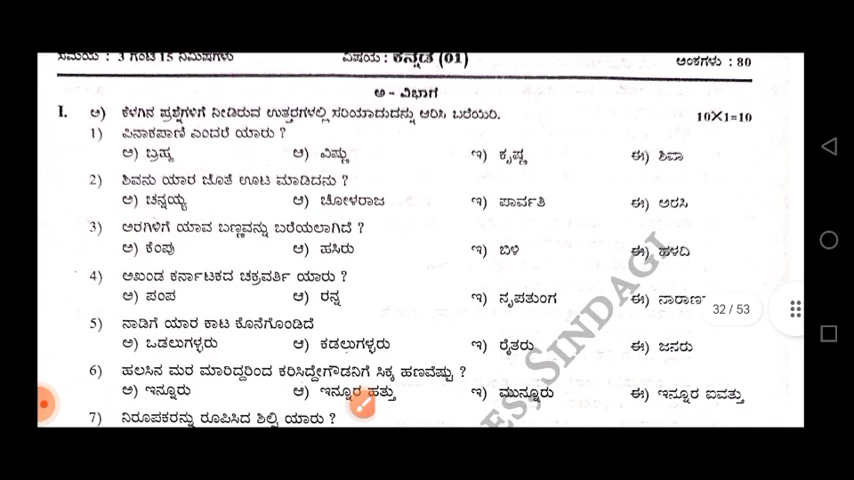 ಸಮಯ : 3 ಗಂಟೆ 15 ನಿಮಿಷಗಳು ವಿಷಯ : ಕನ್ನಡ (01) ಅಂಕಗಳು : 80
ಅ - ವಿಭಾಗ
I. ಅ) ಕೆಳಗಿನ ಪ್ರಶ್ನೆಗಳಿಗೆ ನೀಡಿರುವ ಉತ್ತರಗಳಲ್ಲಿ ಸರಿಯಾದುದನ್ನು ಆರಿಸಿ ಬರೆಯಿರಿ. 10X1=10
1) ಪಿನಾಕಪಾಣಿ ಎಂದರೆ ಯಾರು ?
ಅ) ಬ್ರಹ್ಮ ಆ) ವಿಷ್ಣು ಇ) ಕೃಷ್ಣ ಈ) ಶಿವಾ
2) ಶಿವನು ಯಾರ ಜೊತೆ ಊಟ ಮಾಡಿದನು ?
ಅ) ಚನ್ನಯ್ಯ ಆ) ಚೋಳರಾಜ ಇ) ಪಾರ್ವತಿ ಈ) ಅರಸಿ
3) ಅರಗಿಳಿಗೆ ಯಾವ ಬಣ್ಣವನ್ನು ಬರೆಯಲಾಗಿದೆ ?
ಅ) ಕೆಂಪು ಆ) ಹಸಿರು ಇ) ಬಿಳಿ ಈ) ಹಳದಿ
4) ಅಖಂಡ ಕರ್ನಾಟಕದ ಚಕ್ರವರ್ತಿ ಯಾರು ?
ಅ) ಪಂಪ ಆ) ರನ್ನ ಇ) ನೃಪತುಂಗ ಈ)
32 / 53
5) ನಾಡಿಗೆ ಯಾರ ಕಾಟ ಕೊನೆಗೊಂಡಿದೆ
ಅ) ಒಡಲುಗಳ್ಳರು ಆ) ಕಡಲುಗಳ್ಳರು ಇ) ರೈತರು ಈ) ಜನರು
6) ಹಲಸಿನ ಮರ ಮಾರಿದ್ದರಿಂದ ಕರಿಸಿದ್ದೇಗೌಡನಿಗೆ ಸಿಕ್ಕ ಹಣವೆಷ್ಟು ?
ಅ) ಇನ್ನೂರು ಆ) ಇನ್ನೂರ ಹತ್ತು ಇ) ಮುನ್ನೂರು ಈ) ಇನ್ನೂರ ಐವತ್ತು
7) ನಿರೂಪಕರನ್ನು ರೂಪಿಸಿದ ಶಿಲ್ಪಿ ಯಾರು ?
SINDAGI